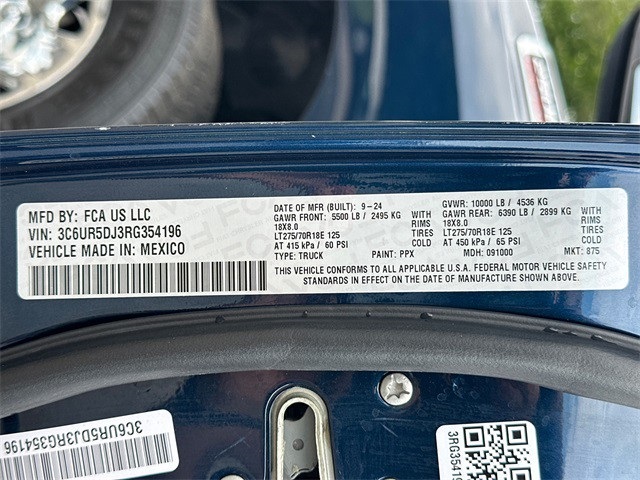 MFD BY: FCA US LLC
VIN: 3C6UR5DJ3RG354196
VEHICLE MADE IN: MEXICO
DATE OF MFR (BUILT): 9-24
GAWR FRONT: 5500 LB / 2495 KG WITH
18X8.0 RIMS
LT275/70R18E 125 TIRES
AT 415 kPa / 60 PSI COLD
TYPE: TRUCK PAINT: PPX
GVWR: 10000 LB / 4536 KG
GAWR REAR: 6390 LB / 2899 KG WITH
18X8.0 RIMS
LT275/70R18E 125 TIRES
AT 450 kPa / 65 PSI COLD
MDH: 091000 MKT: 875
THIS VEHICLE CONFORMS TO ALL APPLICABLE U.S.A. FEDERAL MOTOR VEHICLE SAFETY
STANDARDS IN EFFECT ON THE DATE OF MANUFACTURE SHOWN ABOVE.
3C6UR5DJ3RG354196
3RG35419